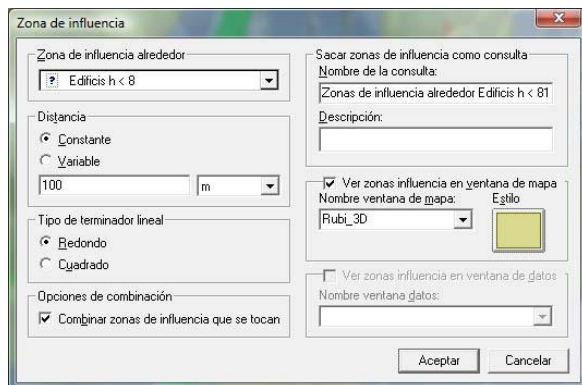 Zona de influencia
Zona de influencia alrededor
? Edificis h < 8
Distancia
Constante
Variable
100 m
Tipo de terminador lineal
Redondo
Cuadrado
Opciones de combinación
Combinar zonas de influencia que se tocan
Sacar zonas de influencia como consulta
Nombre de la consulta:
Zonas de influencia alrededor Edificis h < 81
Descripción:
Ver zonas influencia en ventana de mapa
Nombre ventana de mapa: Estilo
Rubi_3D
Ver zonas influencia en ventana de datos
Nombre ventana datos:
Aceptar Cancelar